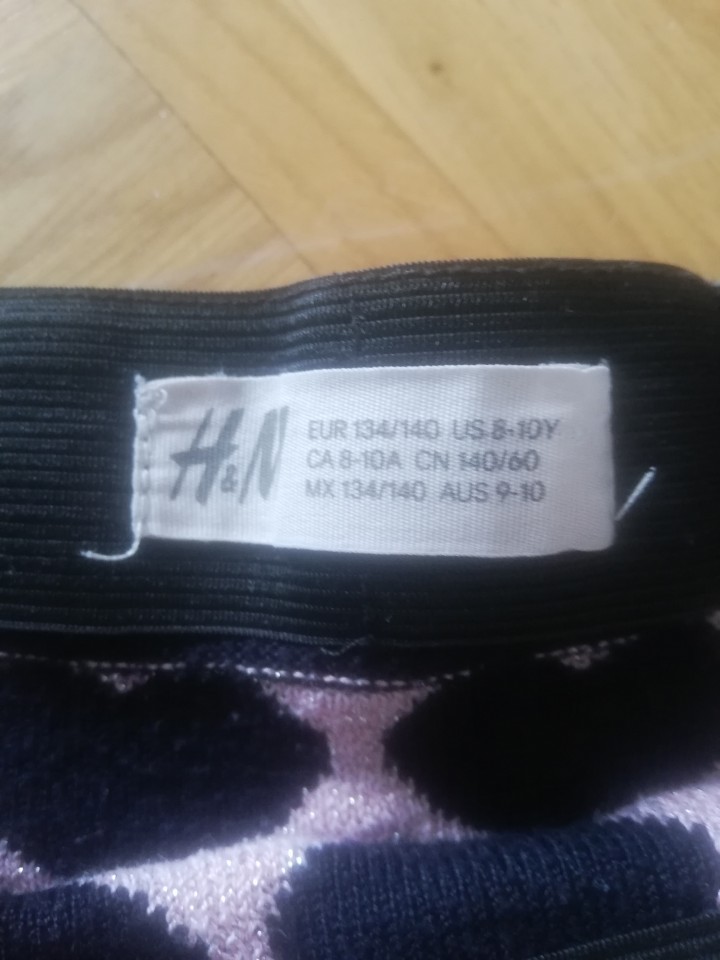 H&M
EUR 134/140 US 8-10Y
CA 8-10A CN 140/60
MX 134/140 AUS 9-10